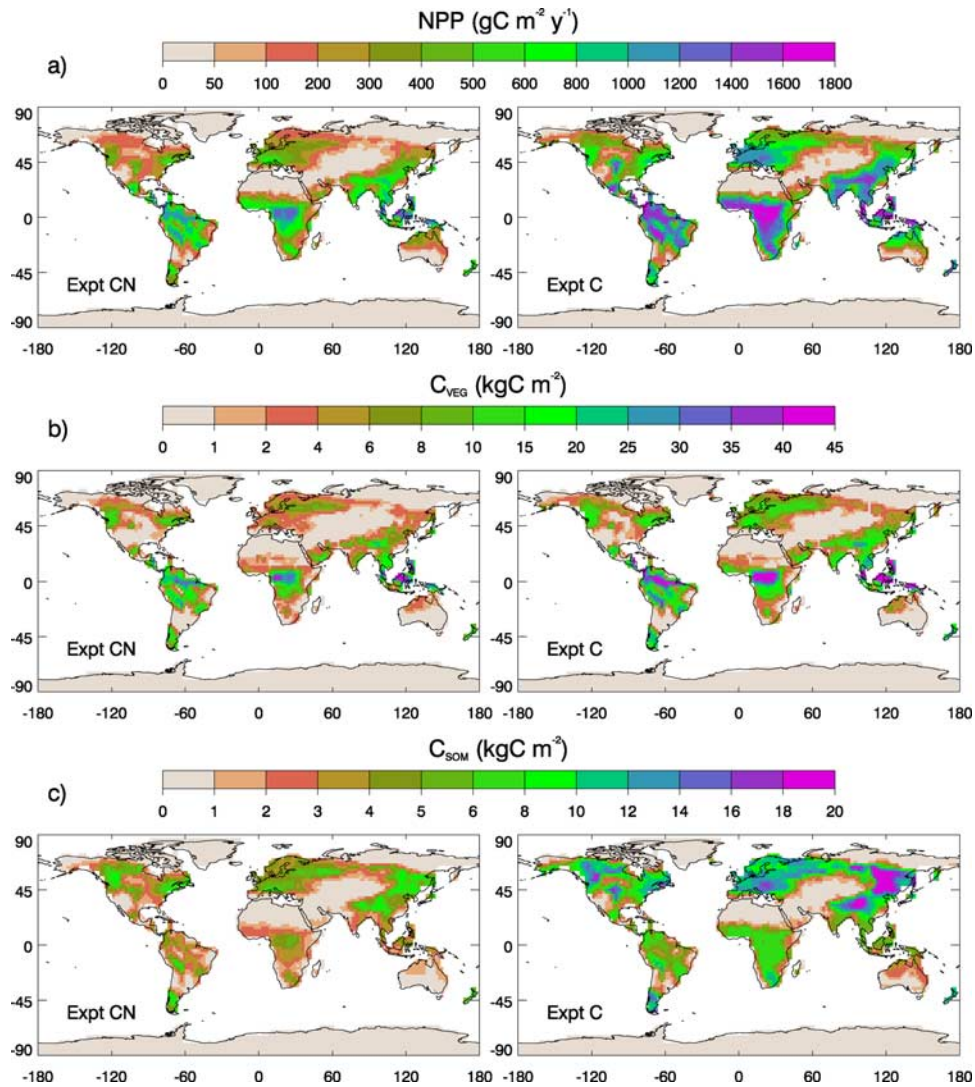 NPP (gC m⁻² y⁻¹)
a)
0 50 100 200 300 400 500 600 800 1000 1200 1400 1600 1800
90
45
0
-45
-90
Expt CN
Expt C
-180 -120 -60 0 60 120 180
-120 -60 0 60 120 180
C_VEG (kgC m⁻²)
b)
0 1 2 4 6 8 10 15 20 25 30 35 40 45
90
45
0
-45
-90
Expt CN
Expt C
-180 -120 -60 0 60 120 180
-120 -60 0 60 120 180
C_SOM (kgC m⁻²)
c)
0 1 2 3 4 5 6 8 10 12 14 16 18 20
90
45
0
-45
-90
Expt CN
Expt C
-180 -120 -60 0 60 120 180
-120 -60 0 60 120 180